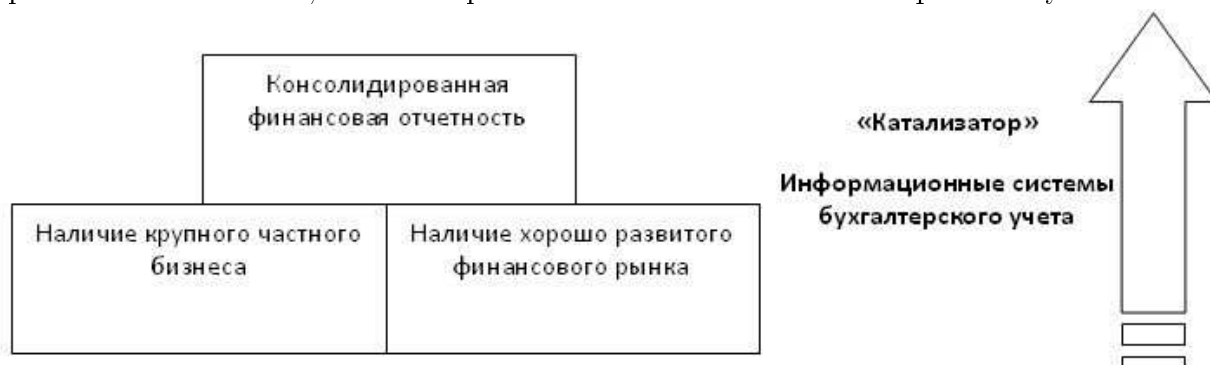 Консолидированная
финансовая отчетность
«Катализатор»
Информационные системы
бухгалтерского учета
Наличие крупного частного
бизнеса
Наличие хорошо развитого
финансового рынка